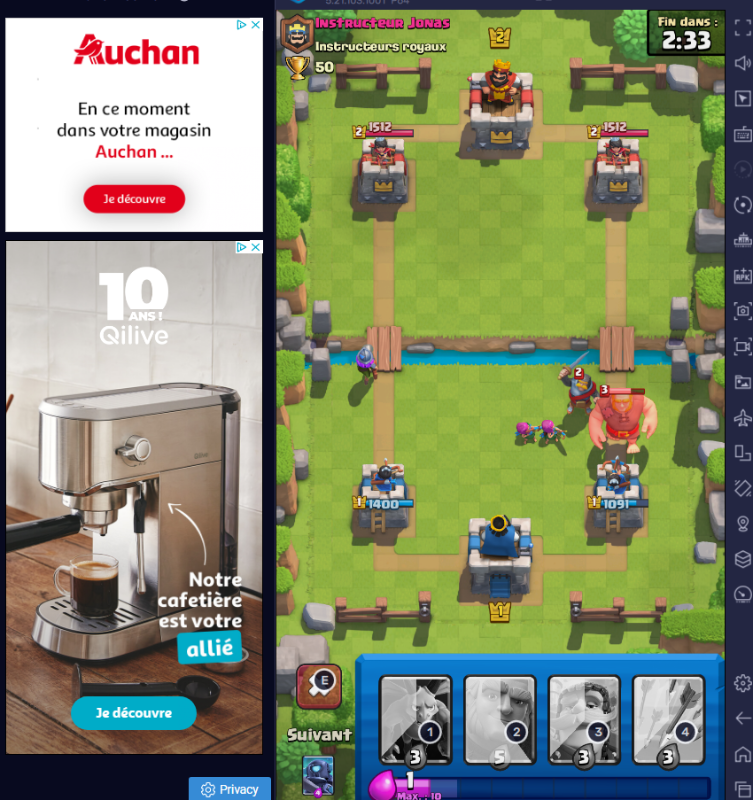 Auchan
En ce moment
dans votre magasin
Auchan ...
Je découvre
10
ANS !
Qilive
Notre
cafetière
est votre
allié
Je découvre
Privacy
Instructeur Jonas
Instructeurs royaux
50
Fin dans :
2:33
2
2 1512
2 1512
2
3
1 1400
1 1091
1
E
Suivant
4
1
3
2
5
3
3
4
3
1
Max. : 10